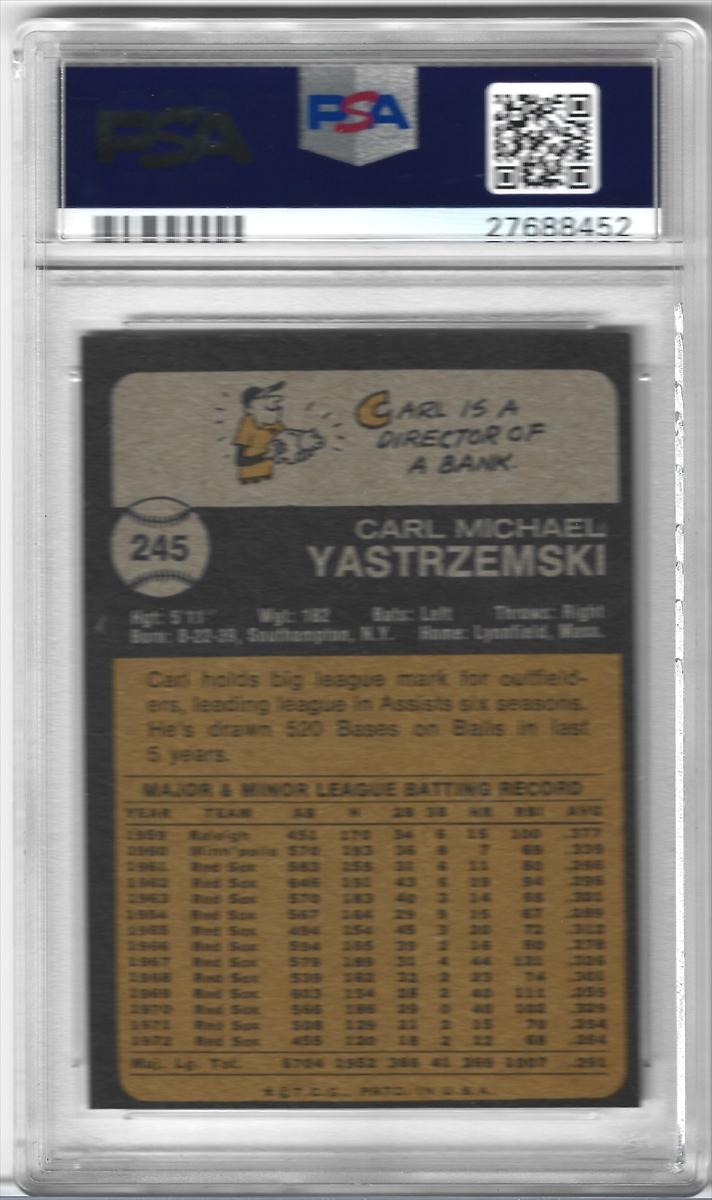 PSA
PSA
27688452
CARL IS A
DIRECTOR OF
A BANK.
245
CARL MICHAEL
YASTRZEMSKI
Hgt: 5'11" Wgt: 182 Bats: Left Throws: Right
Born: 8-22-39, Southampton, N.Y. Home: Lynnfield, Mass.
Carl holds big league mark for outfield-
ers, leading league in Assists six seasons.
He's drawn 520 Bases on Balls in last
5 years.
MAJOR & MINOR LEAGUE BATTING RECORD
YEAR TEAM AB H 2B 3B HR RBI AVG
1959 Raleigh 451 170 34 6 15 100 .377
1960 Minn'polis 570 193 36 8 7 69 .339
1961 Red Sox 583 155 31 6 11 80 .266
1962 Red Sox 646 191 43 6 19 94 .296
1963 Red Sox 570 183 40 3 14 68 .321
1964 Red Sox 567 164 29 9 15 67 .289
1965 Red Sox 494 154 45 3 20 72 .312
1966 Red Sox 594 165 39 2 16 80 .278
1967 Red Sox 579 189 31 4 44 121 .326
1968 Red Sox 539 162 32 2 23 74 .301
1969 Red Sox 603 154 28 2 40 111 .255
1970 Red Sox 566 186 29 0 40 102 .329
1971 Red Sox 508 129 21 2 15 70 .254
1972 Red Sox 455 120 18 2 12 68 .264
Maj. Lg. Tot. 6704 1952 386 41 269 1007 .291
★©T.C.G., PRTD. IN U.S.A.